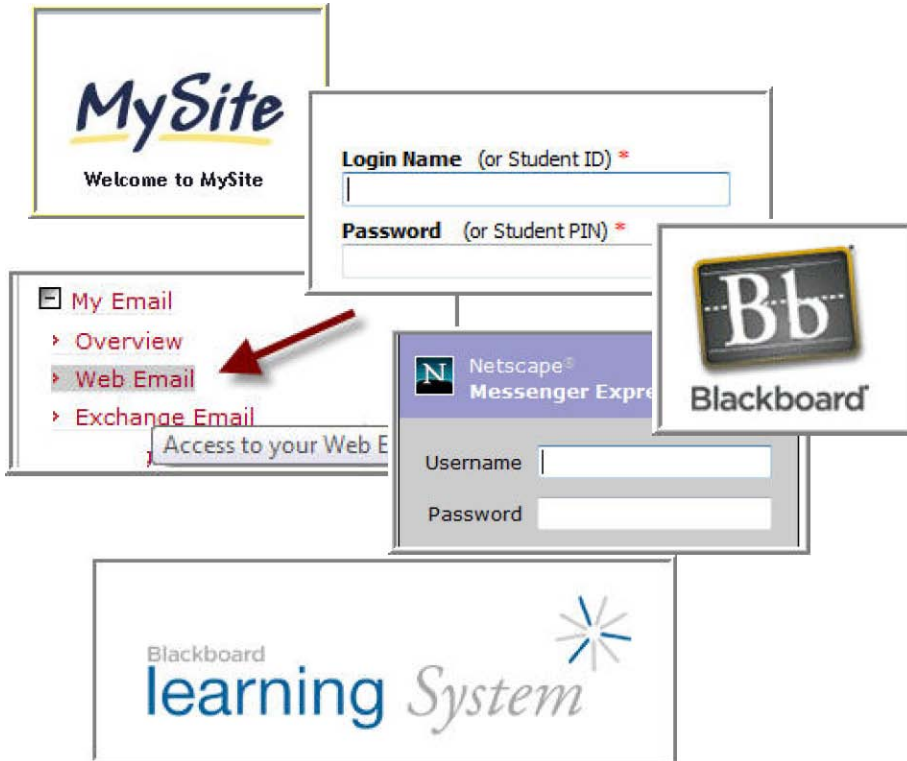 MySite
Welcome to MySite
Login Name (or Student ID) *
Password (or Student PIN) *
Bb
Blackboard
My Email
Overview
Web Email
Exchange Email
Access to your Web E
N Netscape®
Messenger Expre
Username
Password
Blackboard
learning System